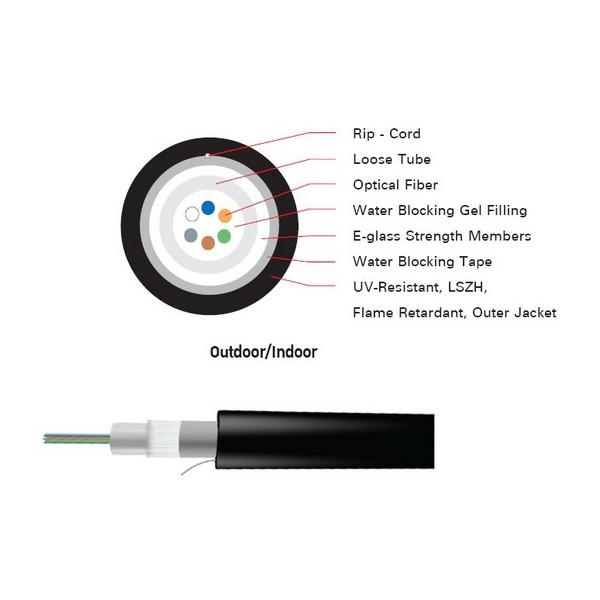 Rip - Cord
Loose Tube
Optical Fiber
Water Blocking Gel Filling
E-glass Strength Members
Water Blocking Tape
UV-Resistant, LSZH,
Flame Retardant, Outer Jacket
Outdoor/Indoor